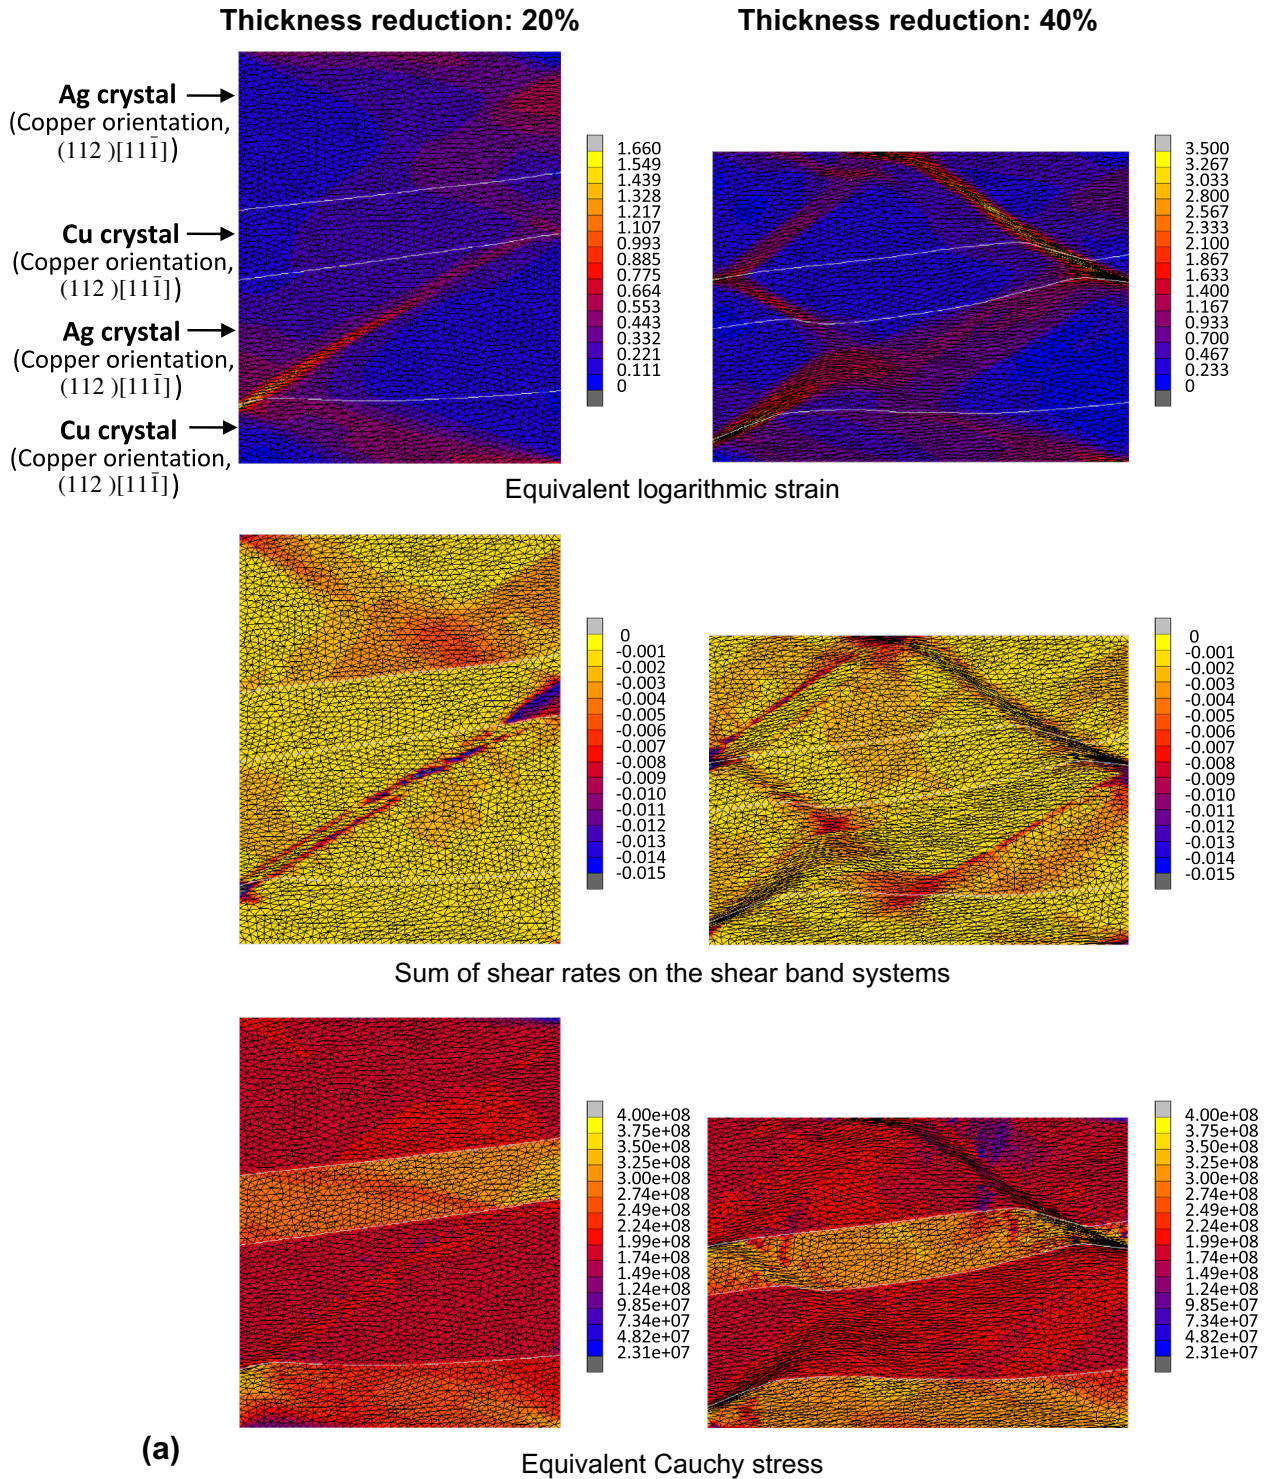 Thickness reduction: 20%
Thickness reduction: 40%
Ag crystal
(Copper orientation,
(112 )[111̄])
Cu crystal
(Copper orientation,
(112 )[111̄])
Ag crystal
(Copper orientation,
(112 )[111̄])
Cu crystal
(Copper orientation,
(112 )[111̄])
1.660
1.549
1.439
1.328
1.217
1.107
0.993
0.885
0.775
0.664
0.553
0.443
0.332
0.221
0.111
0
3.500
3.267
3.033
2.800
2.567
2.333
2.100
1.867
1.633
1.400
1.167
0.933
0.700
0.467
0.233
0
Equivalent logarithmic strain
0
-0.001
-0.002
-0.003
-0.004
-0.005
-0.006
-0.007
-0.008
-0.009
-0.010
-0.011
-0.012
-0.013
-0.014
-0.015
0
-0.001
-0.002
-0.003
-0.004
-0.005
-0.006
-0.007
-0.008
-0.009
-0.010
-0.011
-0.012
-0.013
-0.014
-0.015
Sum of shear rates on the shear band systems
4.00e+08
3.75e+08
3.50e+08
3.25e+08
3.00e+08
2.74e+08
2.49e+08
2.24e+08
1.99e+08
1.74e+08
1.49e+08
1.24e+08
9.85e+07
7.34e+07
4.82e+07
2.31e+07
4.00e+08
3.75e+08
3.50e+08
3.25e+08
3.00e+08
2.74e+08
2.49e+08
2.24e+08
1.99e+08
1.74e+08
1.49e+08
1.24e+08
9.85e+07
7.34e+07
4.82e+07
2.31e+07
(a)
Equivalent Cauchy stress